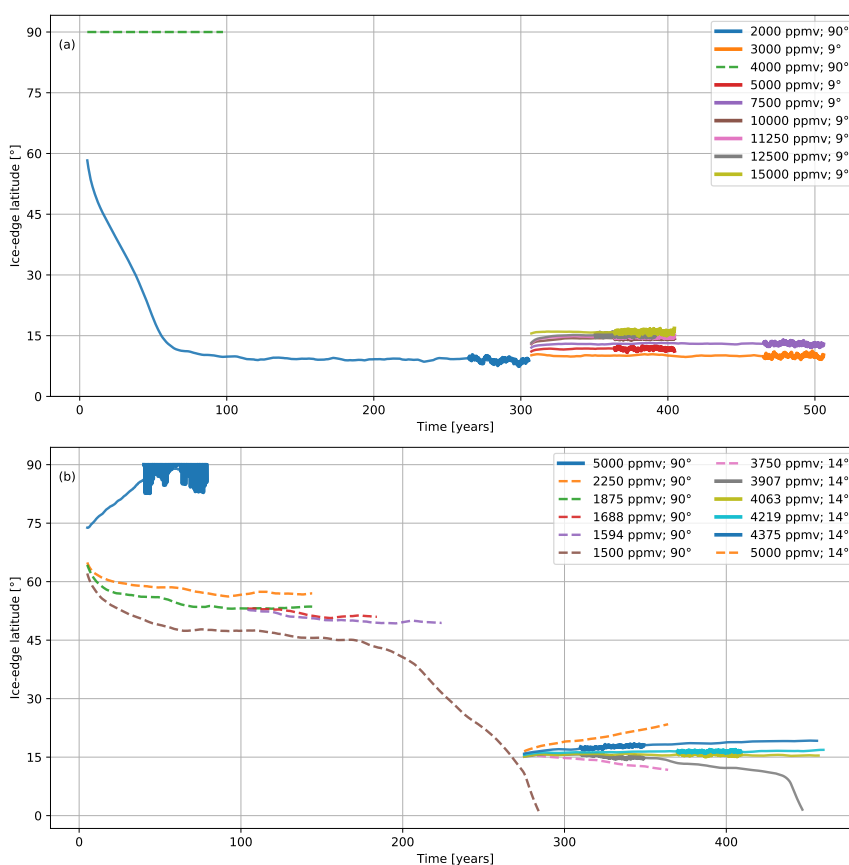 (a)
90
75
60
45
30
15
0
Ice-edge latitude [°]
2000 ppmv; 90°
3000 ppmv; 9°
4000 ppmv; 90°
5000 ppmv; 9°
7500 ppmv; 9°
10000 ppmv; 9°
11250 ppmv; 9°
12500 ppmv; 9°
15000 ppmv; 9°
0 100 200 300 400 500
Time [years]
(b)
90
75
60
45
30
15
0
Ice-edge latitude [°]
5000 ppmv; 90°
2250 ppmv; 90°
1875 ppmv; 90°
1688 ppmv; 90°
1594 ppmv; 90°
1500 ppmv; 90°
3750 ppmv; 14°
3907 ppmv; 14°
4063 ppmv; 14°
4219 ppmv; 14°
4375 ppmv; 14°
5000 ppmv; 14°
0 100 200 300 400
Time [years]